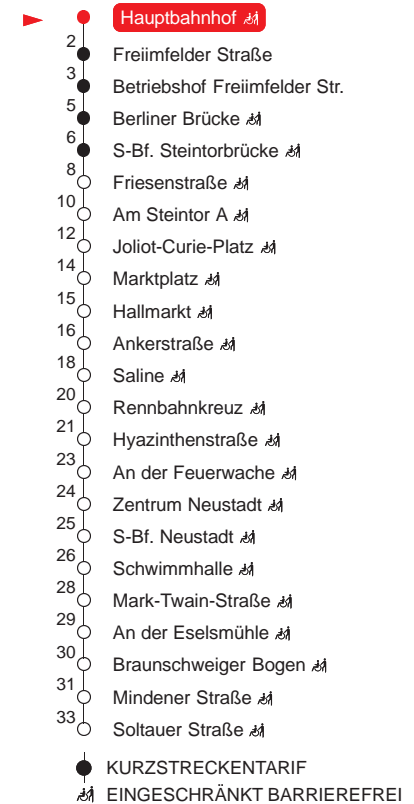 Hauptbahnhof
2
Freiimfelder Straße
3
Betriebshof Freiimfelder Str.
5
Berliner Brücke
6
S-Bf. Steintorbrücke
8
Friesenstraße
10
Am Steintor A
12
Joliot-Curie-Platz
14
Marktplatz
15
Hallmarkt
16
Ankerstraße
18
Saline
20
Rennbahnkreuz
21
Hyazinthenstraße
23
An der Feuerwache
24
Zentrum Neustadt
25
S-Bf. Neustadt
26
Schwimmhalle
28
Mark-Twain-Straße
29
An der Eselsmühle
30
Braunschweiger Bogen
31
Mindener Straße
33
Soltauer Straße
KURZSTRECKENTARIF
EINGESCHRÄNKT BARRIEREFREI